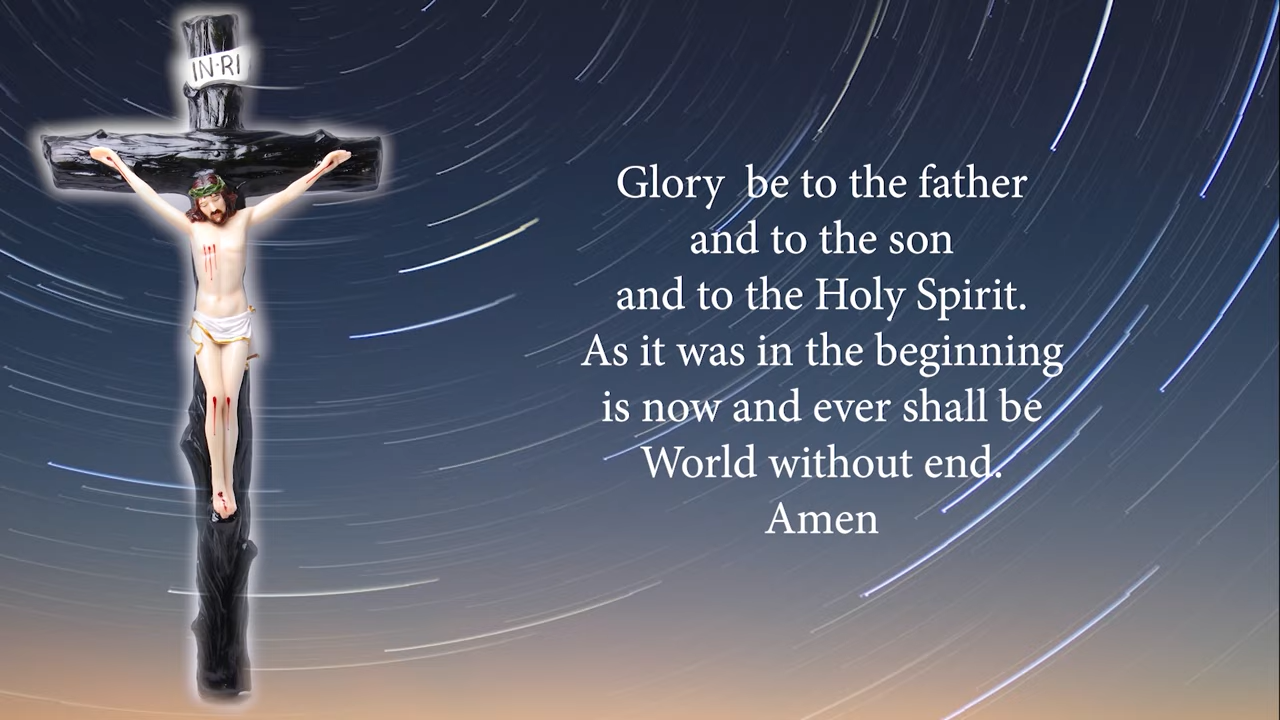 IN·RI
Glory be to the father
and to the son
and to the Holy Spirit.
As it was in the beginning
is now and ever shall be
World without end.
Amen